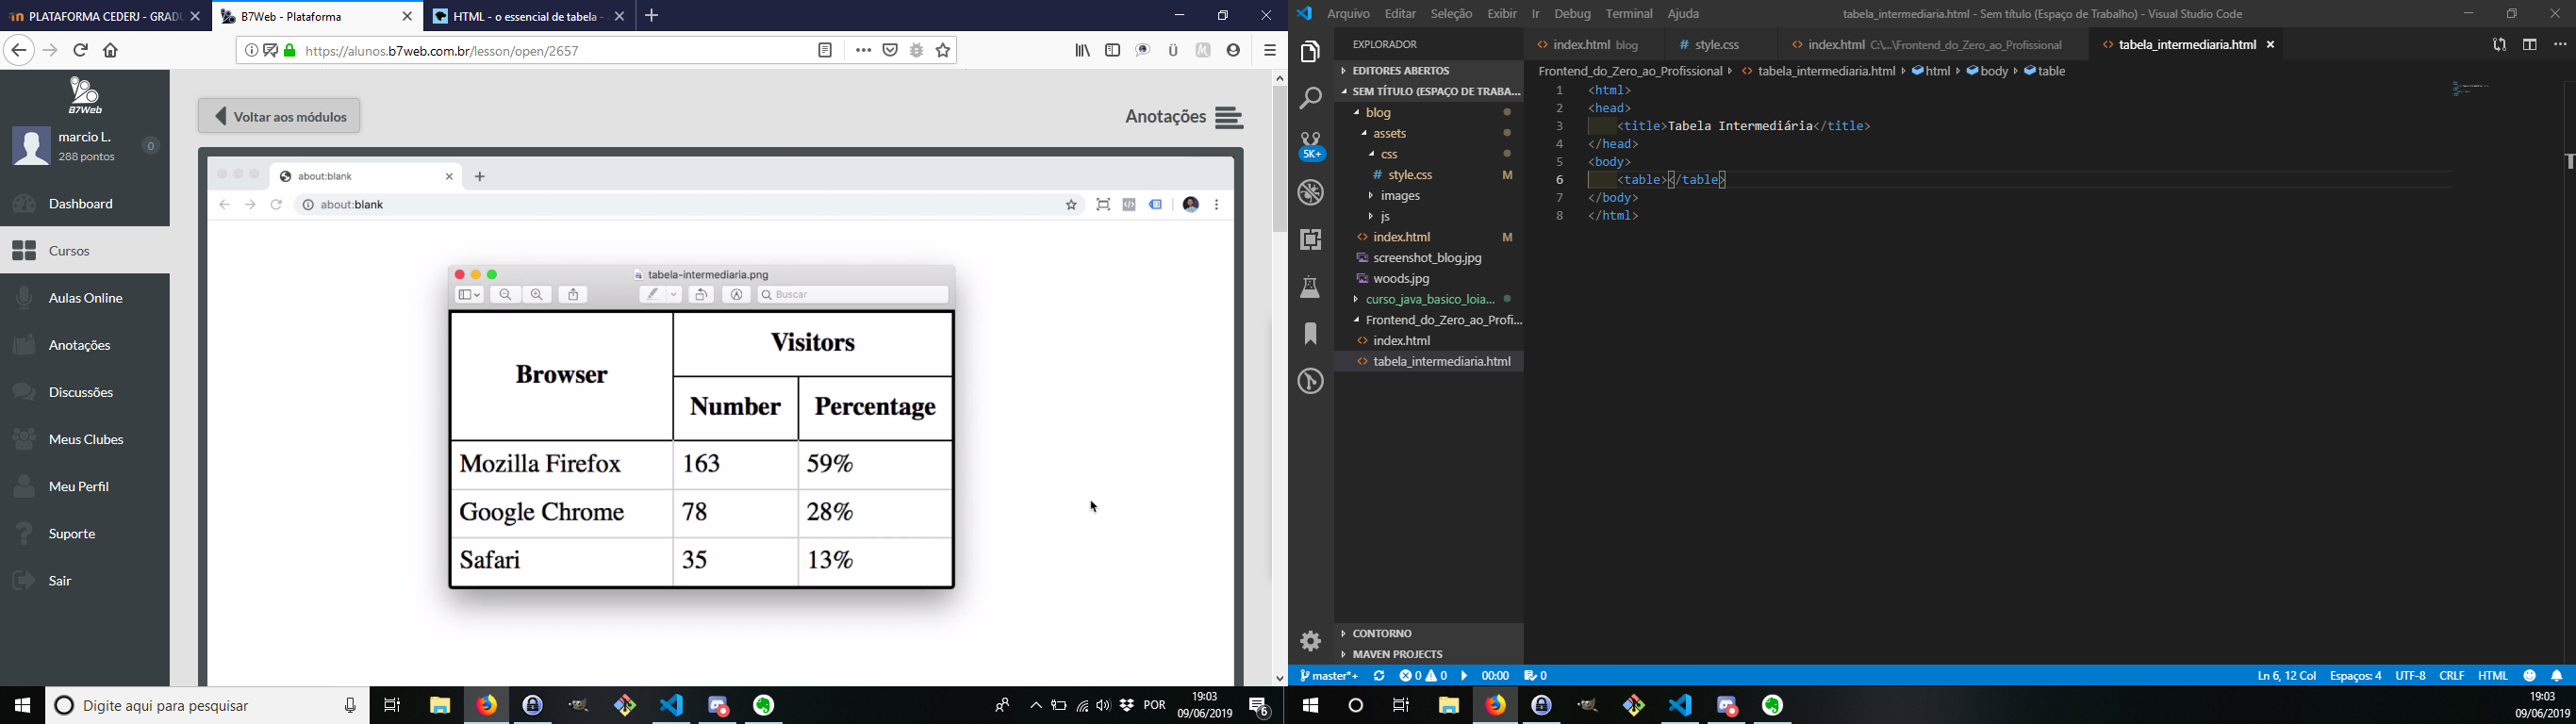 PLATAFORMA CEDERJ - GRADU
B7Web - Plataforma
HTML - o essencial de tabela -
https://alunos.b7web.com.br/lesson/open/2657
B7Web
marcio L.
288 pontos
0
Dashboard
Cursos
Aulas Online
Anotações
Discussões
Meus Clubes
Meu Perfil
Suporte
Sair
Voltar aos módulos
Anotações
about:blank
about:blank
tabela-intermediaria.png
Buscar
Browser
Visitors
Number
Percentage
Mozilla Firefox 163 59%
Google Chrome 78 28%
Safari 35 13%
Digite aqui para pesquisar
POR
19:03
09/06/2019
6
Arquivo Editar Seleção Exibir Ir Debug Terminal Ajuda
tabela_intermediaria.html - Sem título (Espaço de Trabalho) - Visual Studio Code
EXPLORADOR
EDITORES ABERTOS
SEM TÍTULO (ESPAÇO DE TRABA...
5K+
blog
assets
css
# style.css M
images
js
index.html M
screenshot_blog.jpg
woods.jpg
curso_java_basico_loia...
Frontend_do_Zero_ao_Profi...
index.html
tabela_intermediaria.html
CONTORNO
MAVEN PROJECTS
index.html blog
# style.css
index.html C:\...\Frontend_do_Zero_ao_Profissional
tabela_intermediaria.html
Frontend_do_Zero_ao_Profissional tabela_intermediaria.html html body table
1 <html>
2 <head>
3 <title>Tabela Intermediária</title>
4 </head>
5 <body>
6 <table></table>
7 </body>
8 </html>
master*+
0 0
00:00
0
Ln 6, 12 Col
Espaços: 4
UTF-8
CRLF
HTML
19:03
09/06/2019